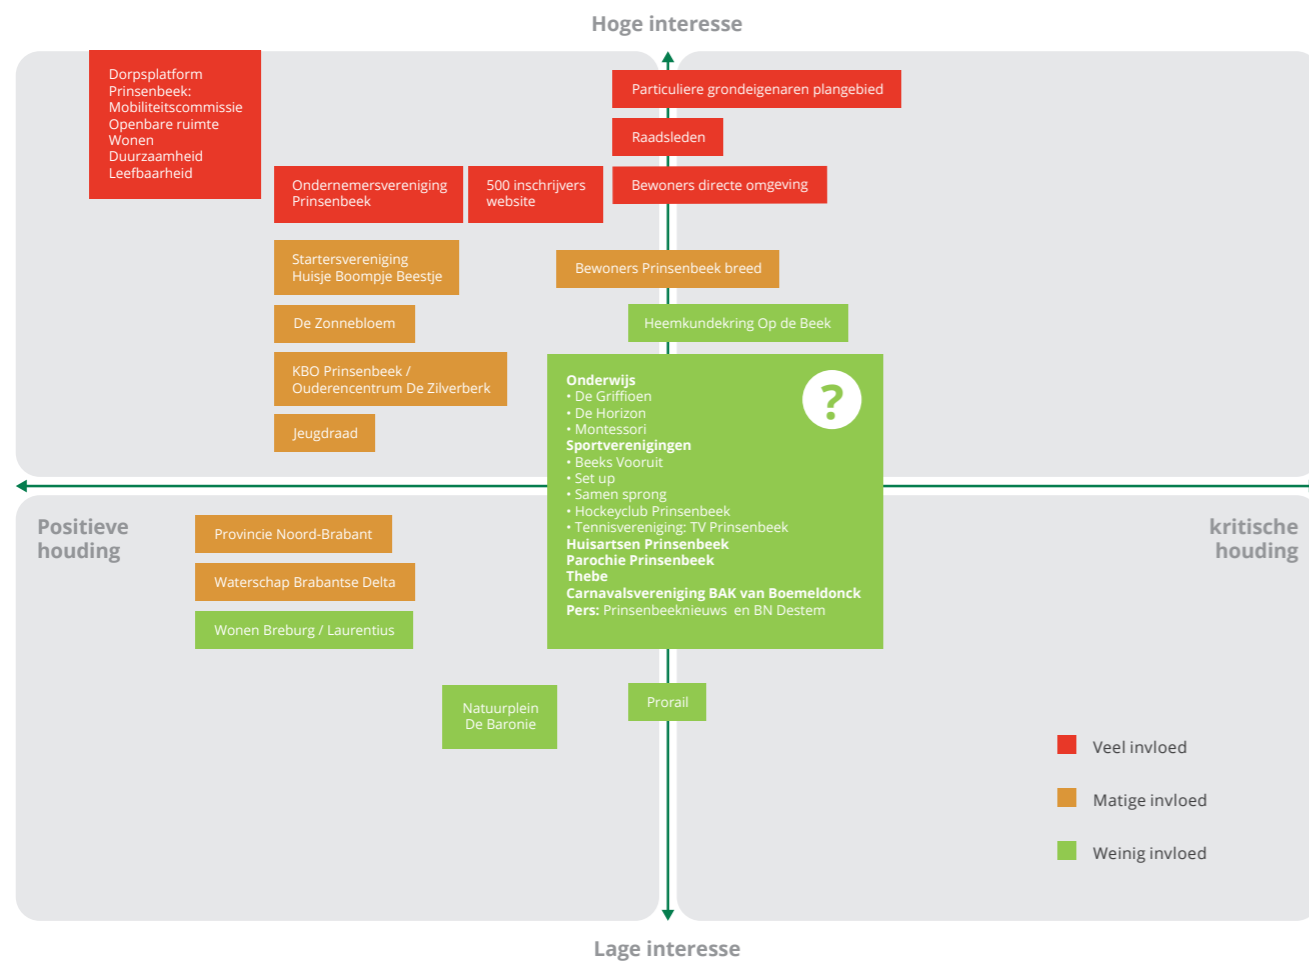 Hoge interesse
Dorpsplatform
Prinsenbeek:
Mobiliteitscommissie
Openbare ruimte
Wonen
Duurzaamheid
Leefbaarheid
Particuliere grondeigenaren plangebied
Raadsleden
Ondernemersvereniging
Prinsenbeek
500 inschrijvers
website
Bewoners directe omgeving
Startersvereniging
Huisje Boompje Beestje
Bewoners Prinsenbeek breed
De Zonnebloem
Heemkundekring Op de Beek
KBO Prinsenbeek /
Ouderencentrum De Zilverberk
Jeugdraad
Onderwijs
• De Griffioen
• De Horizon
• Montessori
Sportverenigingen
• Beeks Vooruit
• Set up
• Samen sprong
• Hockeyclub Prinsenbeek
• Tennisvereniging: TV Prinsenbeek
Huisartsen Prinsenbeek
Parochie Prinsenbeek
Thebe
Carnavalsvereniging BAK van Boemeldonck
Pers: Prinsenbeeknieuws en BN Destem
?
Positieve
houding
kritische
houding
Provincie Noord-Brabant
Waterschap Brabantse Delta
Wonen Breburg / Laurentius
Natuurplein
De Baronie
Prorail
Veel invloed
Matige invloed
Weinig invloed
Lage interesse